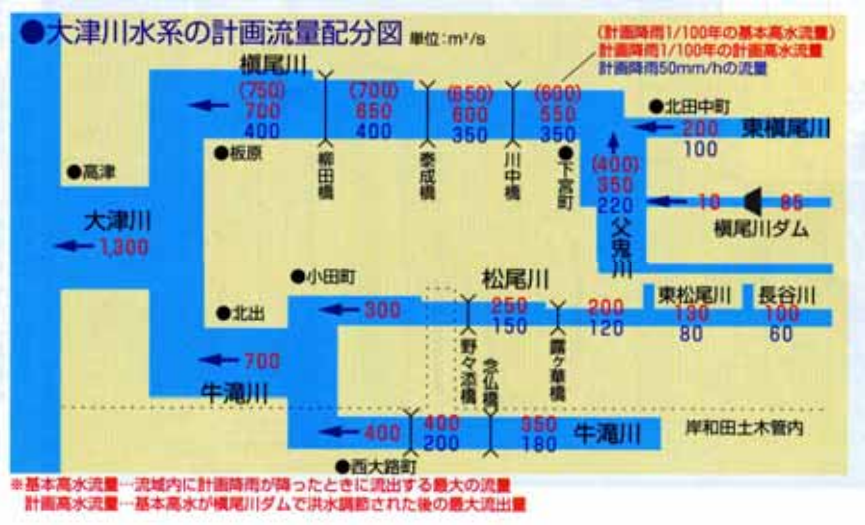 ●大津川水系の計画流量配分図 単位:m³/s
(計画降雨1/100年の基本高水流量)
計画降雨1/100年の計画高水流量
計画降雨50mm/hの流量
槇尾川
(750)
700
400
(700)
650
400
(650)
600
350
(600)
550
350
●北田中町
200
100
東槇尾川
●板原
柳田橋
泰成橋
川中橋
●下宮町
(400)
350
220
父鬼川
10
85
槇尾川ダム
●高津
大津川
1,300
●小田町
松尾川
●北出
300
250
150
200
120
東松尾川
130
80
長谷川
100
60
野々添橋
念仏橋
露ケ華橋
700
牛滝川
400
400
200
350
180
牛滝川
岸和田土木管内
●西大路町
※基本高水流量…流域内に計画降雨が降ったときに流出する最大の流量
計画高水流量…基本高水が槇尾川ダムで洪水調節された後の最大流出量